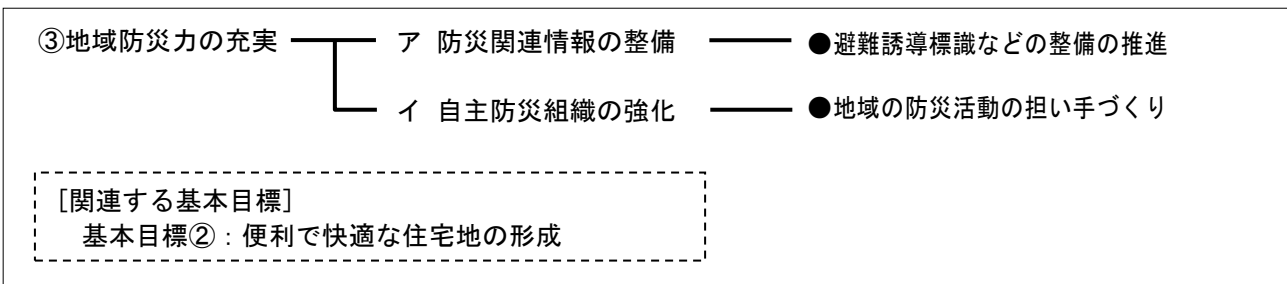 ③地域防災力の充実 ア 防災関連情報の整備 ●避難誘導標識などの整備の推進
イ 自主防災組織の強化 ●地域の防災活動の担い手づくり
[関連する基本目標]
基本目標②：便利で快適な住宅地の形成